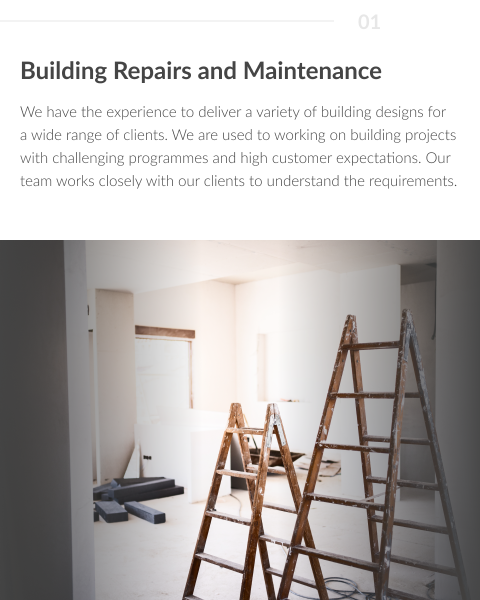 01
Building Repairs and Maintenance
We have the experience to deliver a variety of building designs for
a wide range of clients. We are used to working on building projects
with challenging programmes and high customer expectations. Our
team works closely with our clients to understand the requirements.